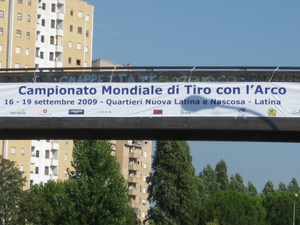 Campionato Mondiale di Tiro con l'Arco
16 - 19 settembre 2009 - Quartieri Nuova Latina e Nascosa - Latina